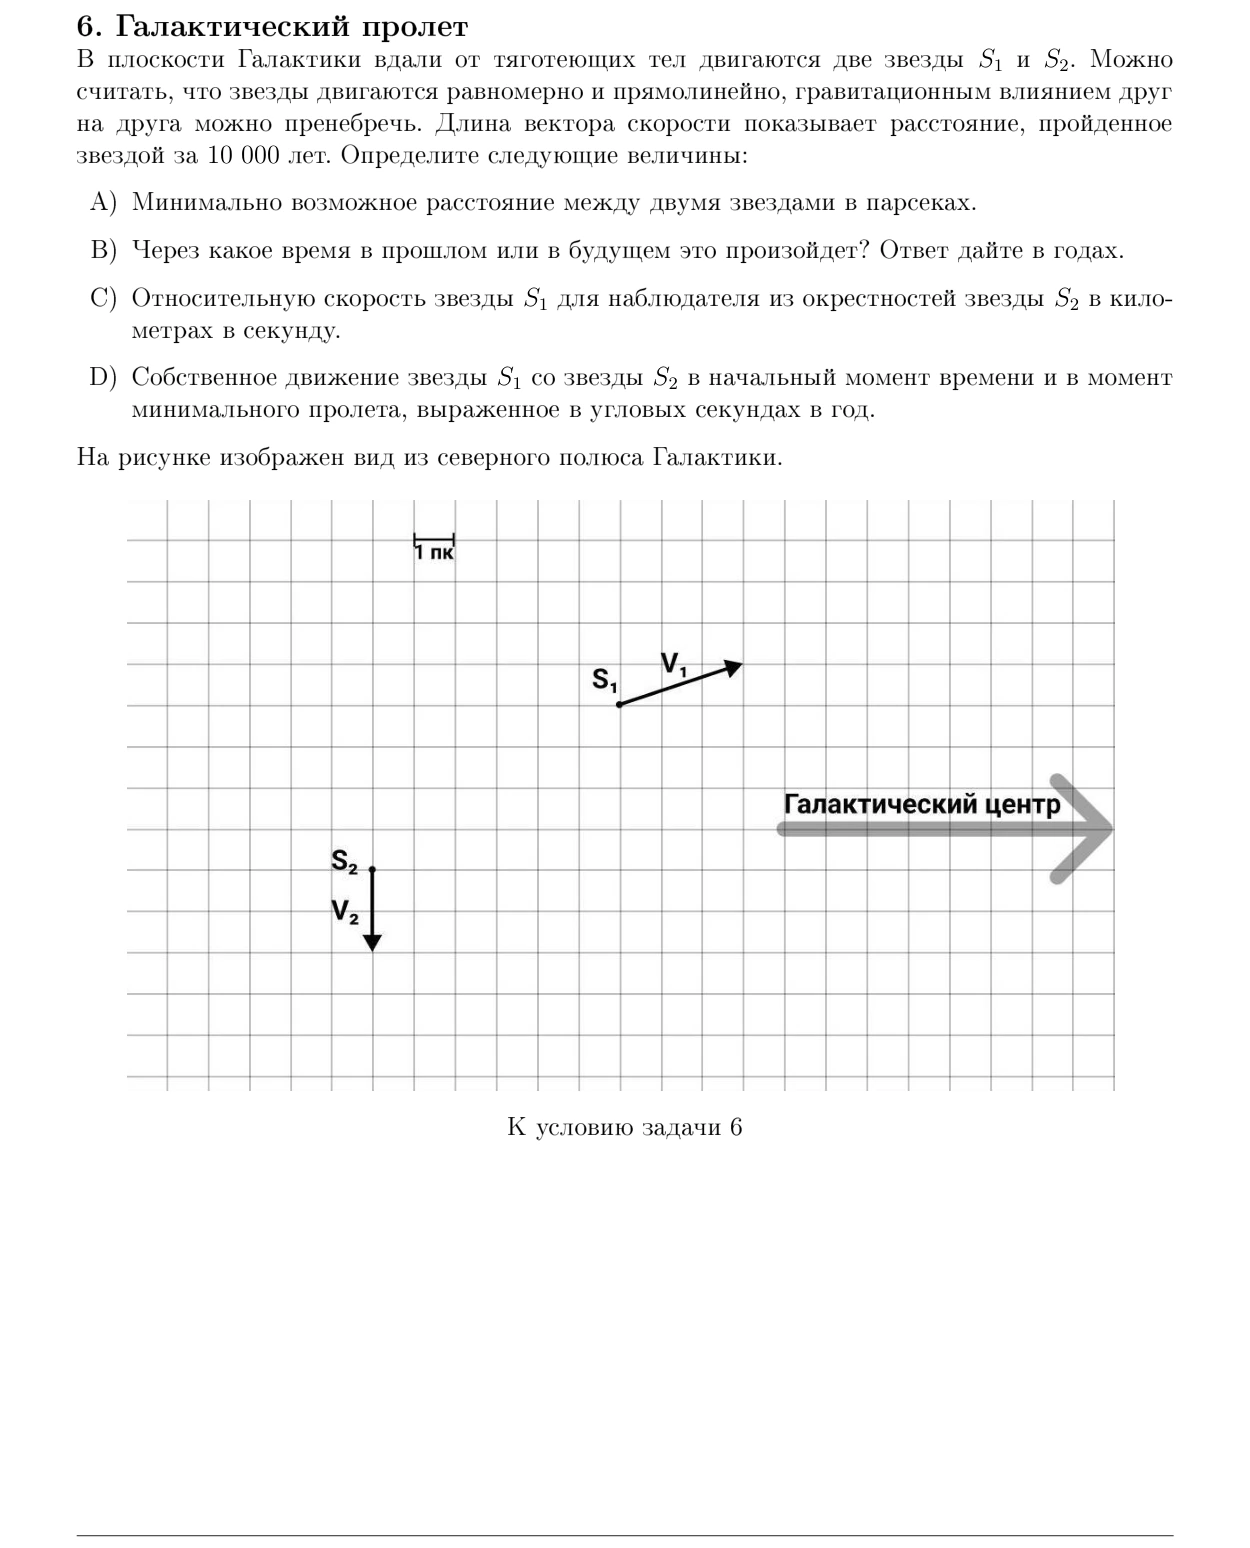 6. Галактический пролет
В плоскости Галактики вдали от тяготеющих тел двигаются две звезды S₁ и S₂. Можно
считать, что звезды двигаются равномерно и прямолинейно, гравитационным влиянием друг
на друга можно пренебречь. Длина вектора скорости показывает расстояние, пройденное
звездой за 10 000 лет. Определите следующие величины:
A) Минимально возможное расстояние между двумя звездами в парсеках.
B) Через какое время в прошлом или в будущем это произойдет? Ответ дайте в годах.
C) Относительную скорость звезды S₁ для наблюдателя из окрестностей звезды S₂ в кило-
метрах в секунду.
D) Собственное движение звезды S₁ со звезды S₂ в начальный момент времени и в момент
минимального пролета, выраженное в угловых секундах в год.
На рисунке изображен вид из северного полюса Галактики.
1 пк
V₁
S₁
Галактический центр
S₂
V₂
К условию задачи 6